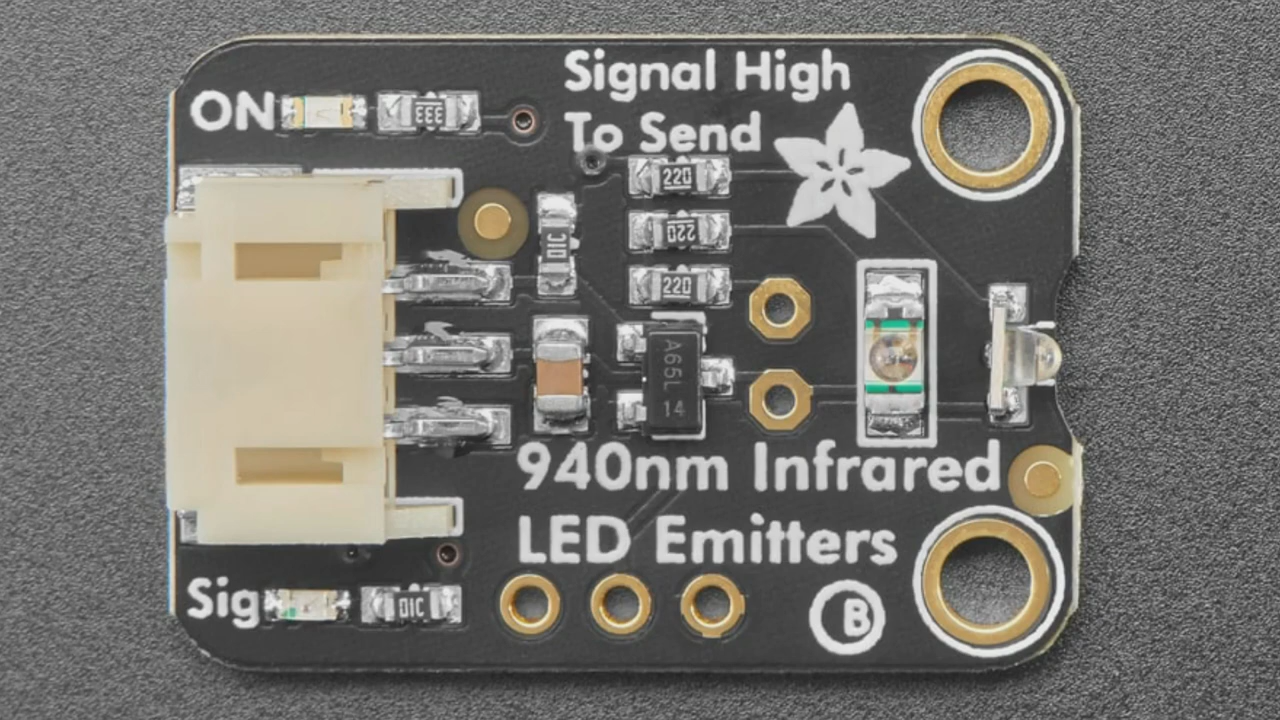 Signal High
ON
333
To Send
220
220
01C
220
A65L
14
940nm Infrared
LED Emitters
Sig
01C
B